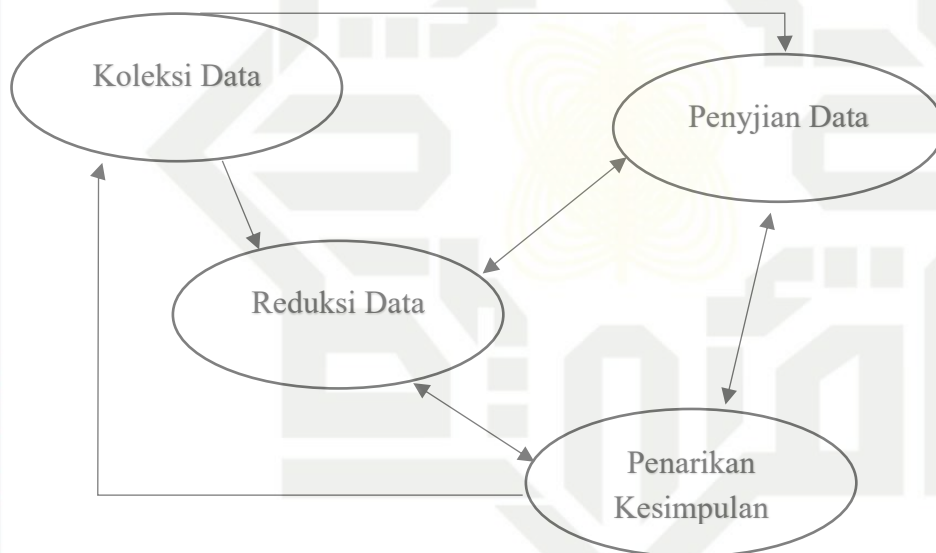 Koleksi Data
Penyjian Data
Reduksi Data
Penarikan
Kesimpulan